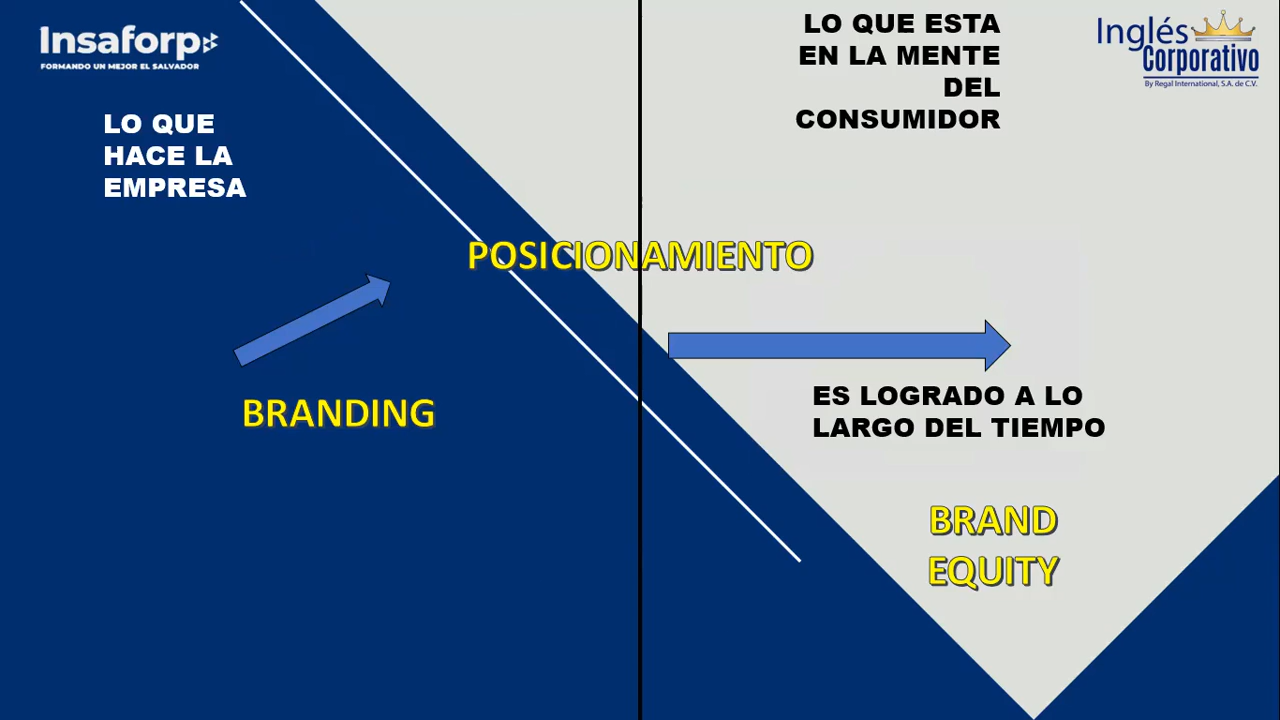 Insaforp
FORMANDO UN MEJOR EL SALVADOR
LO QUE
HACE LA
EMPRESA
LO QUE ESTA
EN LA MENTE
DEL
CONSUMIDOR
Inglés
Corporativo
By Regal International, S.A. de C.V.
POSICIONAMIENTO
BRANDING
ES LOGRADO A LO
LARGO DEL TIEMPO
BRAND
EQUITY